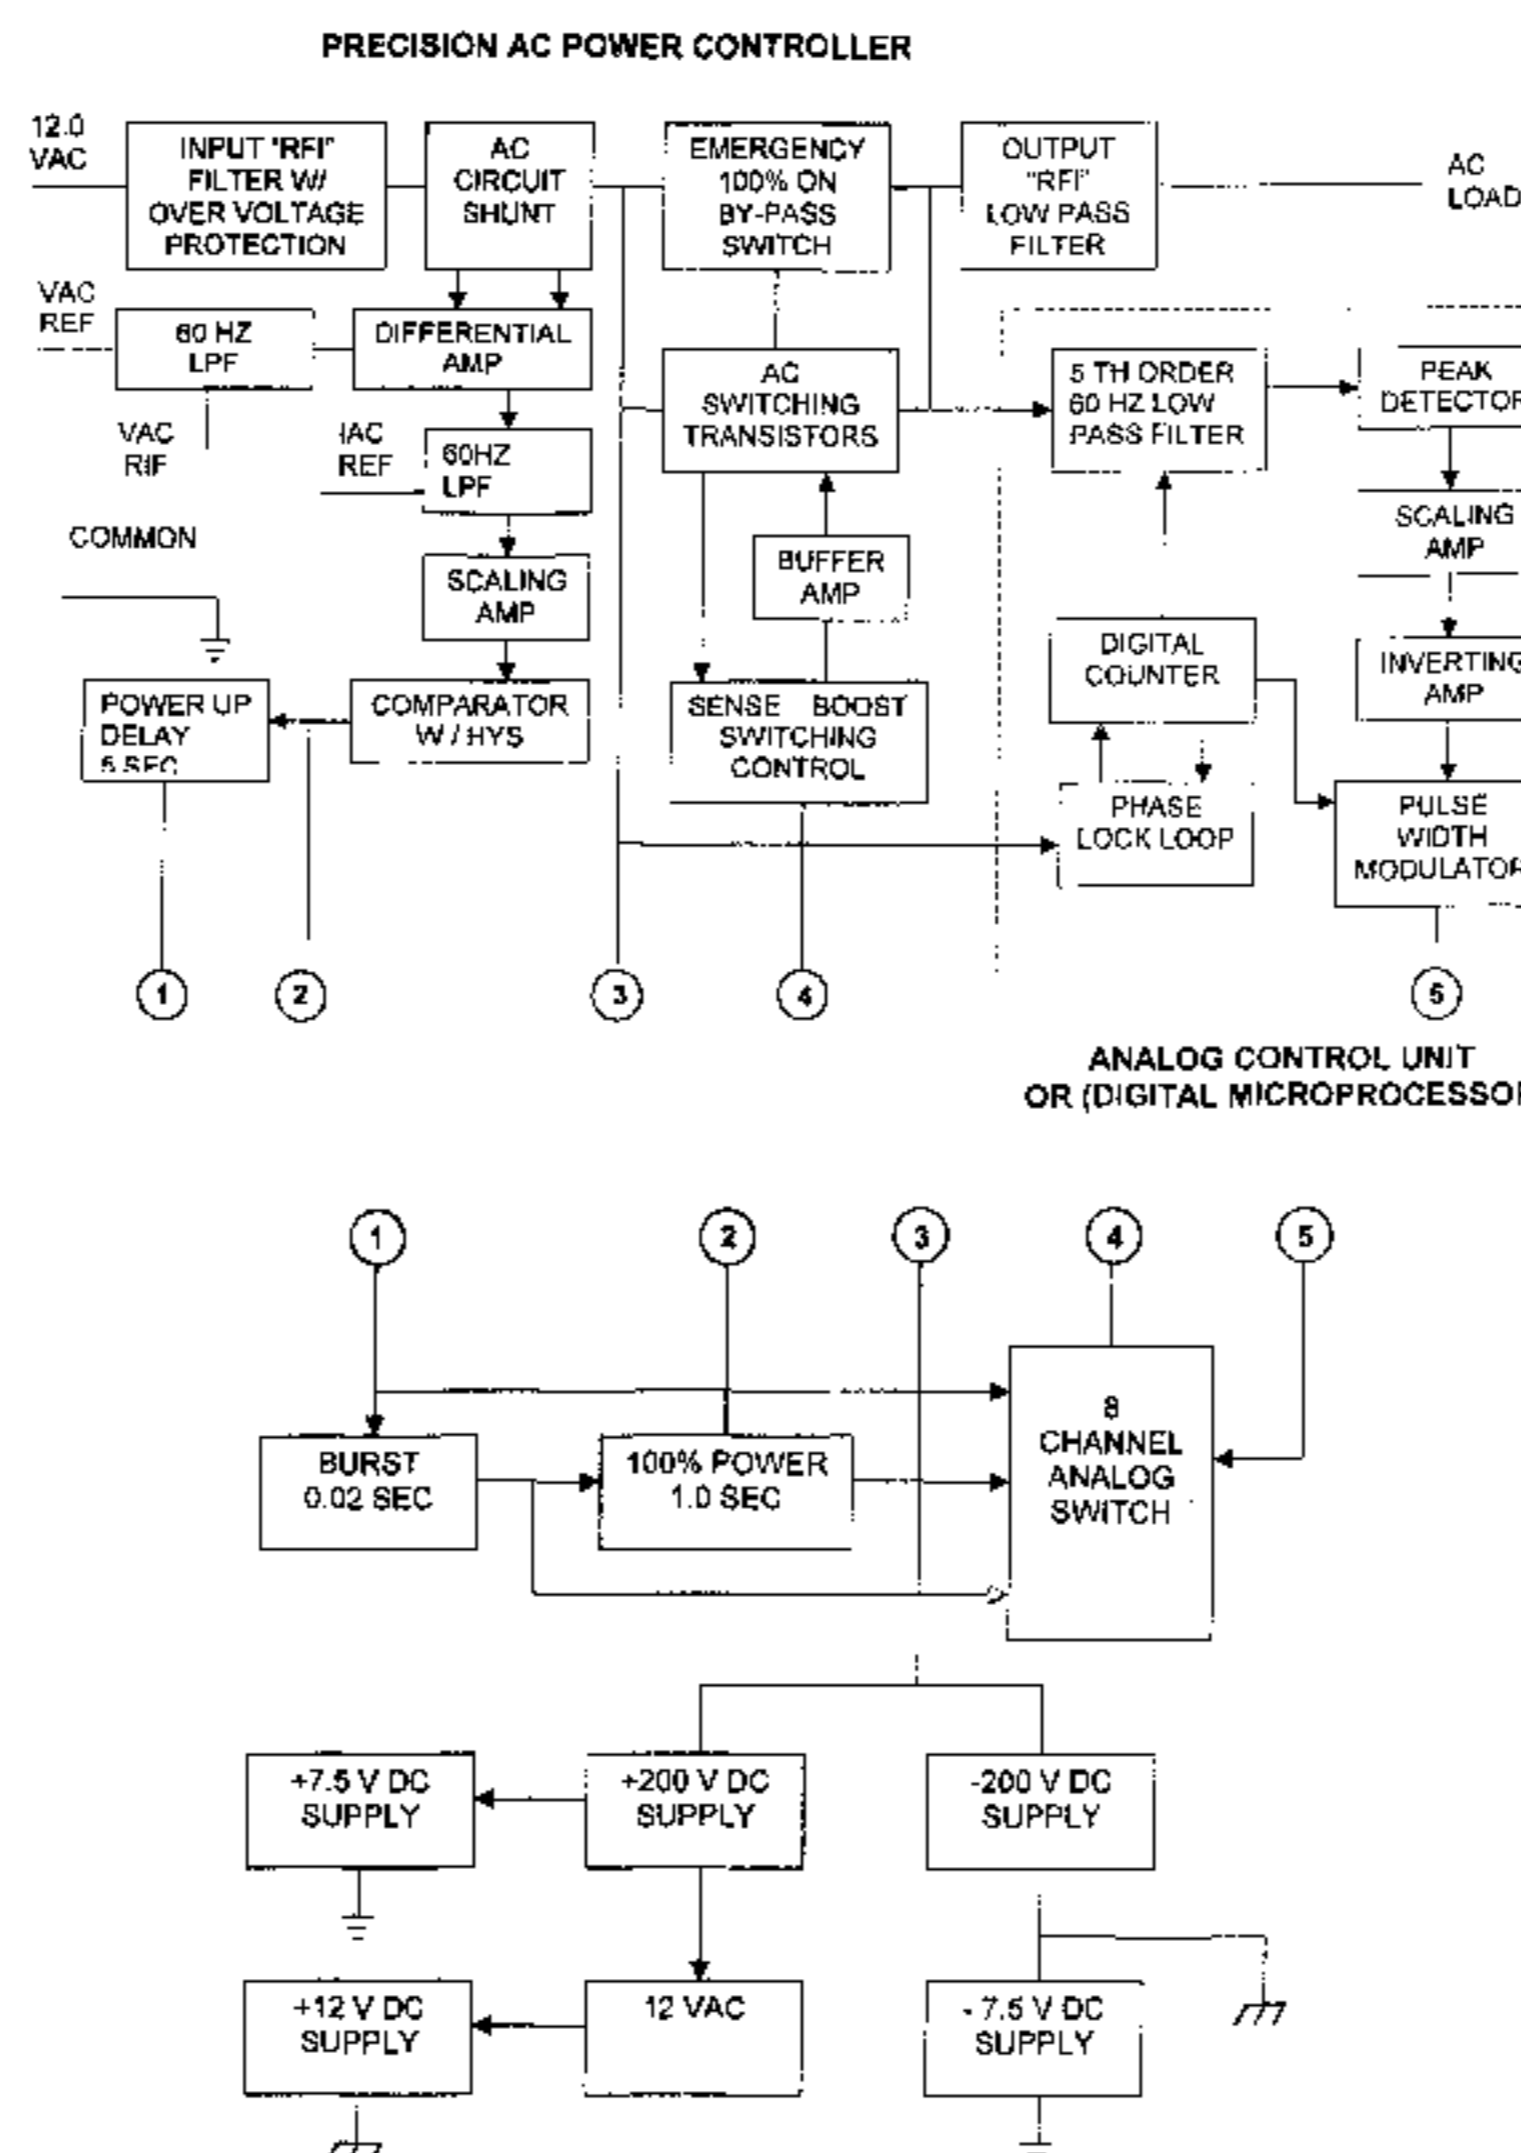 PRECISION AC POWER CONTROLLER
12.0
VAC
INPUT "RFI"
FILTER W/
OVER VOLTAGE
PROTECTION
AC
CIRCUIT
SHUNT
EMERGENCY
100% ON
BY-PASS
SWITCH
OUTPUT
"RFI"
LOW PASS
FILTER
AC
LOAD
VAC
REF
60 HZ
LPF
DIFFERENTIAL
AMP
AC
SWITCHING
TRANSISTORS
5 TH ORDER
60 HZ LOW
PASS FILTER
PEAK
DETECTOR
VAC
RIF
IAC
REF
60HZ
LPF
SCALING
AMP
COMMON
SCALING
AMP
BUFFER
AMP
DIGITAL
COUNTER
INVERTING
AMP
POWER UP
DELAY
5 SEC
COMPARATOR
W / HYS
SENSE BOOST
SWITCHING
CONTROL
PHASE
LOCK LOOP
PULSE
WIDTH
MODULATOR
1
2
3
4
5
ANALOG CONTROL UNIT
OR (DIGITAL MICROPROCESSOR
1
2
3
4
5
BURST
0.02 SEC
100% POWER
1.0 SEC
8
CHANNEL
ANALOG
SWITCH
+7.5 V DC
SUPPLY
+200 V DC
SUPPLY
-200 V DC
SUPPLY
+12 V DC
SUPPLY
12 VAC
- 7.5 V DC
SUPPLY